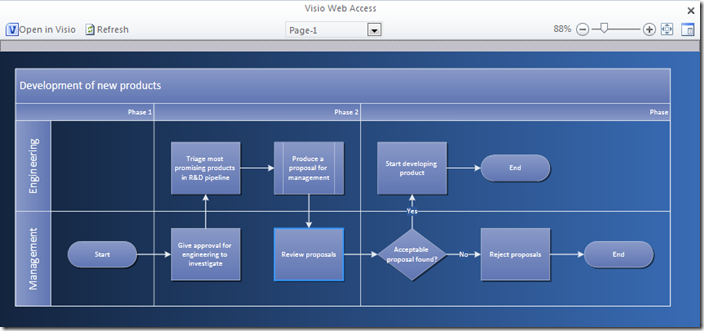 Visio Web Access
Open in Visio Refresh Page-1 88%
Development of new products
Phase 1 Phase 2 Phase
Engineering
Triage most
promising products
in R&D pipeline
Produce a
proposal for
management
Start developing
product
End
Yes
Management
Start
Give approval for
engineering to
investigate
Review proposals
Acceptable
proposal found?
No
Reject proposals
End